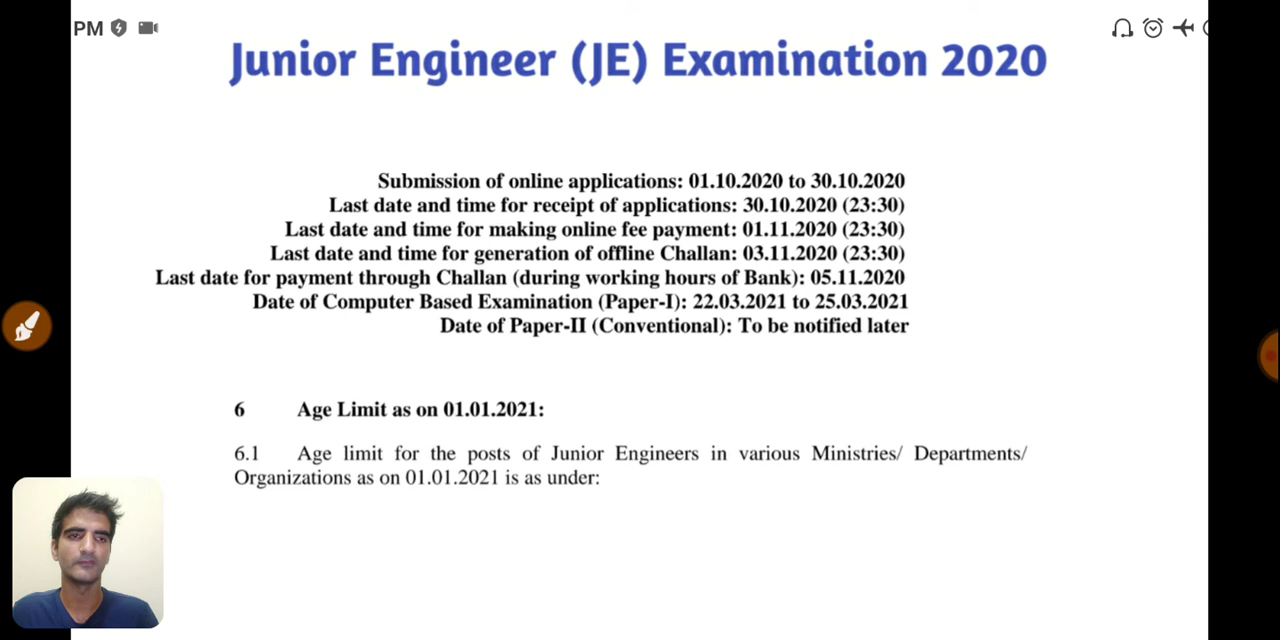 PM
Junior Engineer (JE) Examination 2020
Submission of online applications: 01.10.2020 to 30.10.2020
Last date and time for receipt of applications: 30.10.2020 (23:30)
Last date and time for making online fee payment: 01.11.2020 (23:30)
Last date and time for generation of offline Challan: 03.11.2020 (23:30)
Last date for payment through Challan (during working hours of Bank): 05.11.2020
Date of Computer Based Examination (Paper-I): 22.03.2021 to 25.03.2021
Date of Paper-II (Conventional): To be notified later
6 Age Limit as on 01.01.2021:
6.1 Age limit for the posts of Junior Engineers in various Ministries/ Departments/
Organizations as on 01.01.2021 is as under: